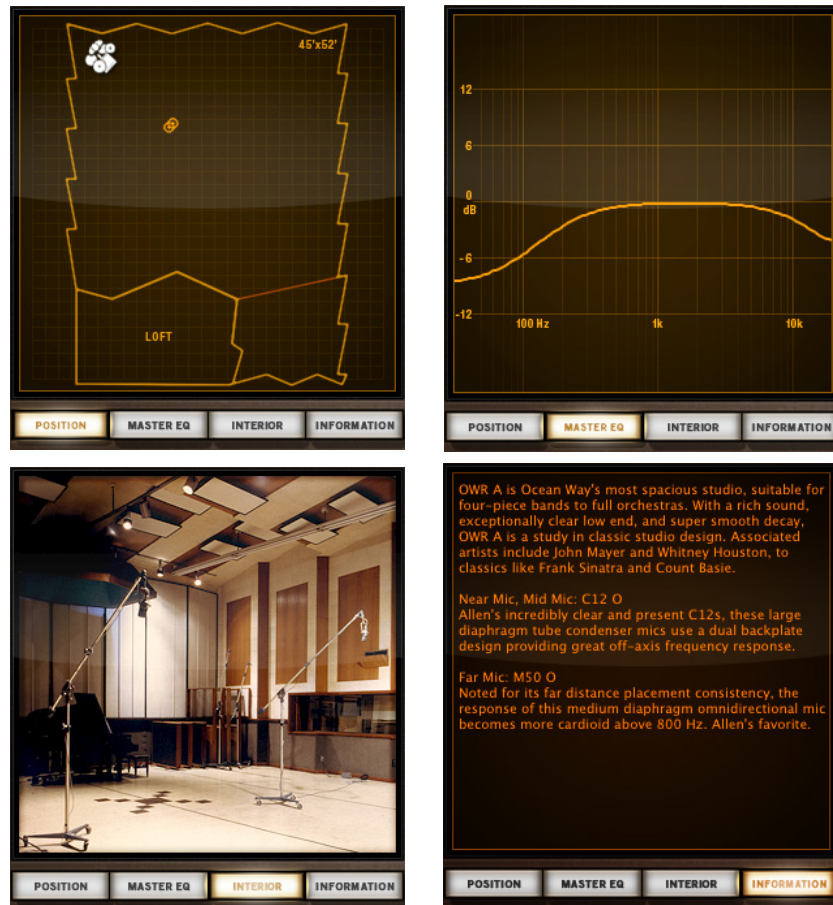 45'x52'
LOFT
POSITION
MASTER EQ
INTERIOR
INFORMATION
12
6
0
dB
-6
-12
100 Hz
1k
10k
POSITION
MASTER EQ
INTERIOR
INFORMATION
POSITION
MASTER EQ
INTERIOR
INFORMATION
OWR A is Ocean Way's most spacious studio, suitable for
four-piece bands to full orchestras. With a rich sound,
exceptionally clear low end, and super smooth decay,
OWR A is a study in classic studio design. Associated
artists include John Mayer and Whitney Houston, to
classics like Frank Sinatra and Count Basie.
Near Mic, Mid Mic: C12 O
Allen's incredibly clear and present C12s, these large
diaphragm tube condenser mics use a dual backplate
design providing great off-axis frequency response.
Far Mic: M50 O
Noted for its far distance placement consistency, the
response of this medium diaphragm omnidirectional mic
becomes more cardioid above 800 Hz. Allen's favorite.
POSITION
MASTER EQ
INTERIOR
INFORMATION